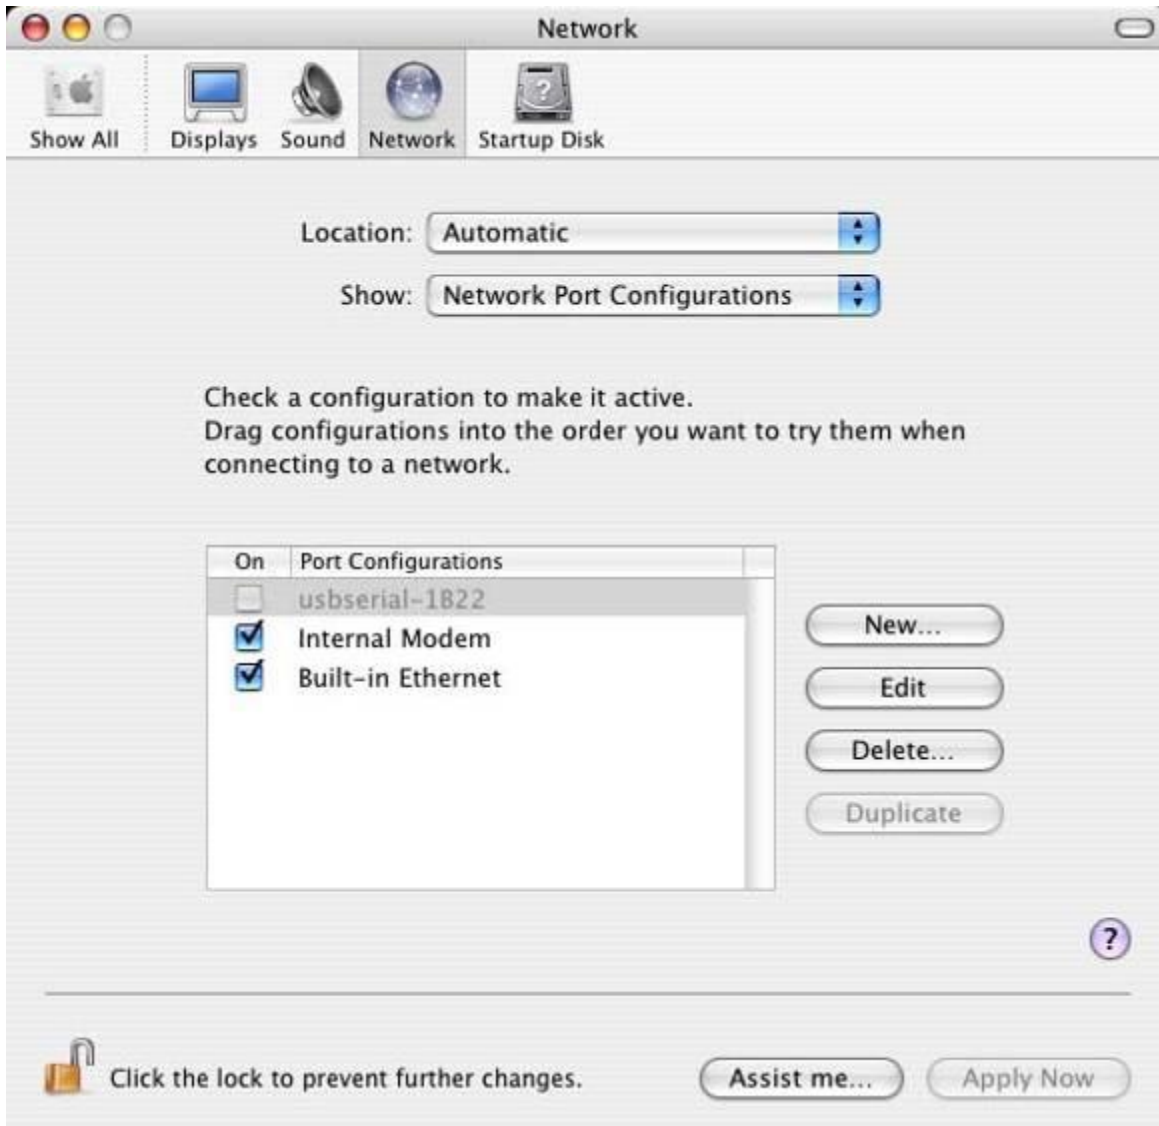 Network
Show All
Displays
Sound
Network
Startup Disk
Location: Automatic
Show: Network Port Configurations
Check a configuration to make it active.
Drag configurations into the order you want to try them when
connecting to a network.
On Port Configurations
usbserial-1822
Internal Modem
Built-in Ethernet
New...
Edit
Delete...
Duplicate
?
Click the lock to prevent further changes.
Assist me...
Apply Now